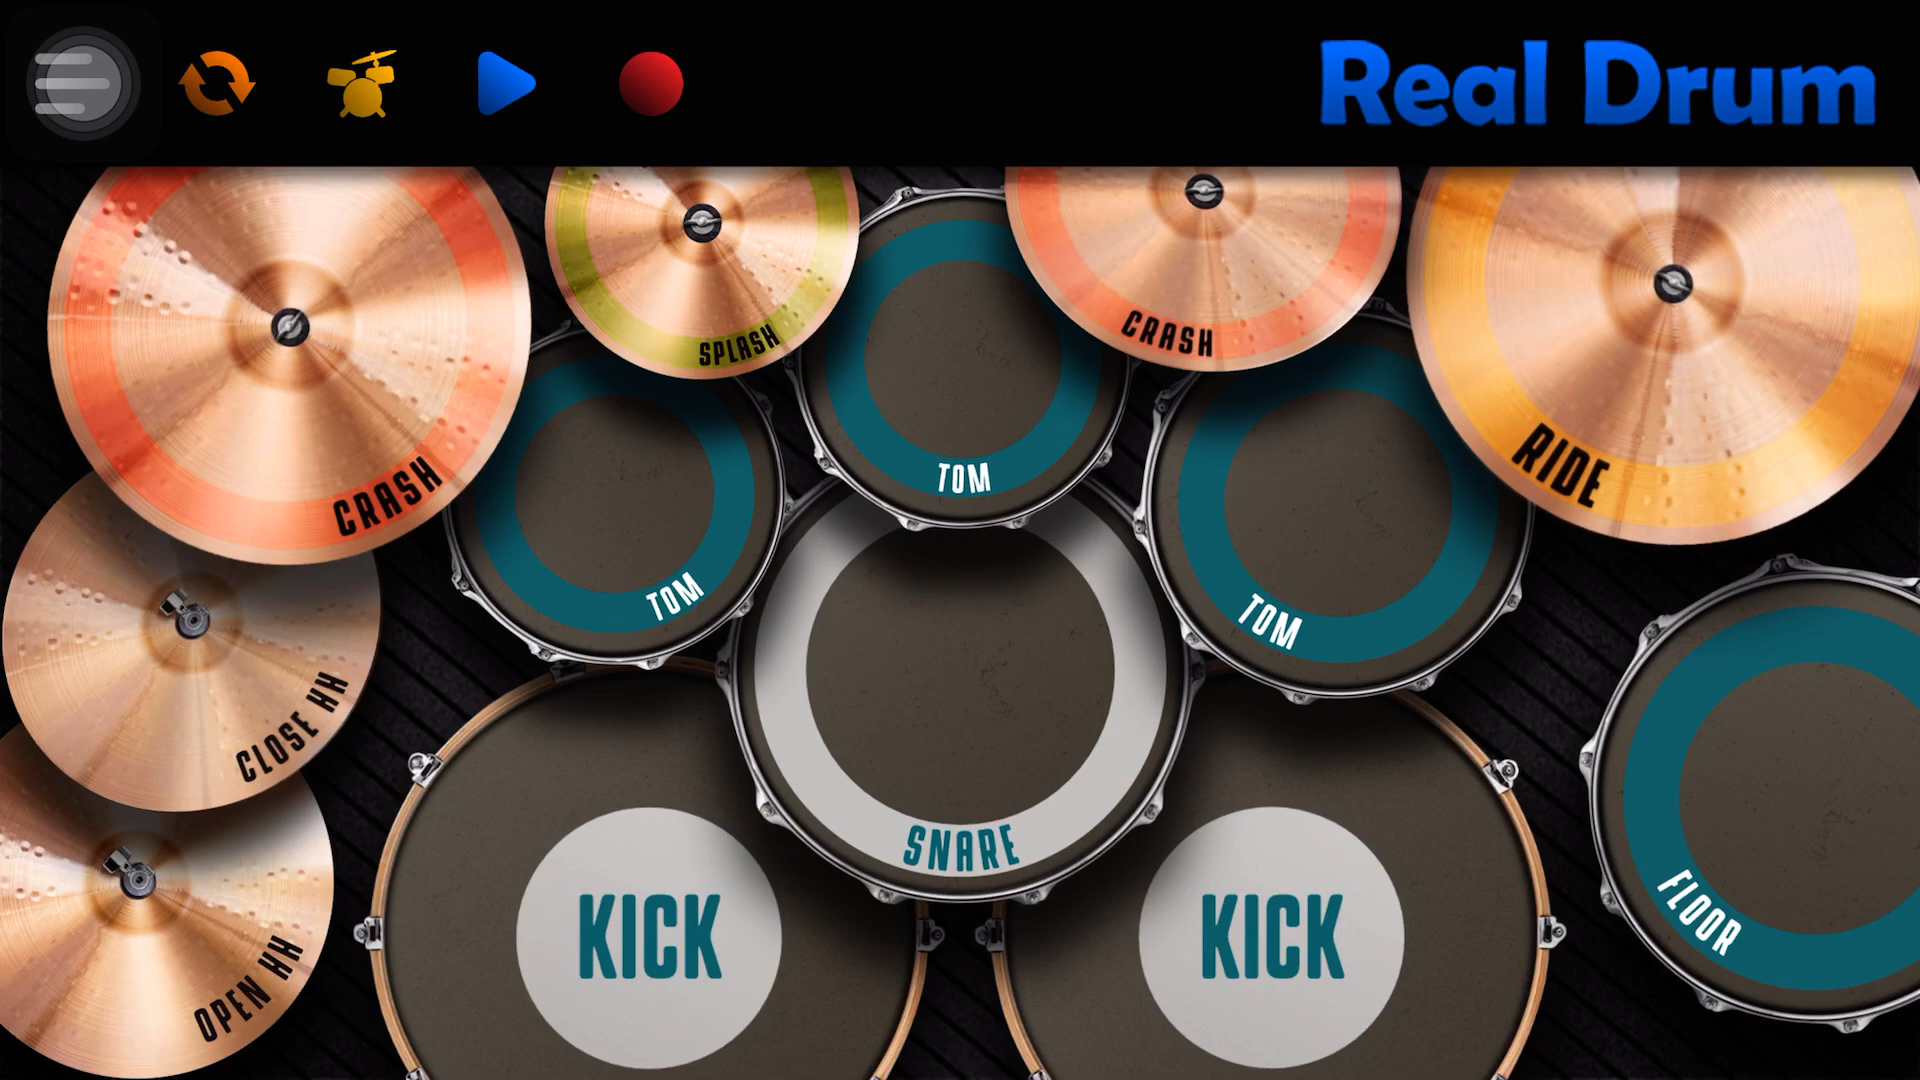 Real Drum
CRASH
SPLASH
CRASH
RIDE
TOM
TOM
TOM
CLOSE HH
SNARE
FLOOR
OPEN HH
KICK
KICK